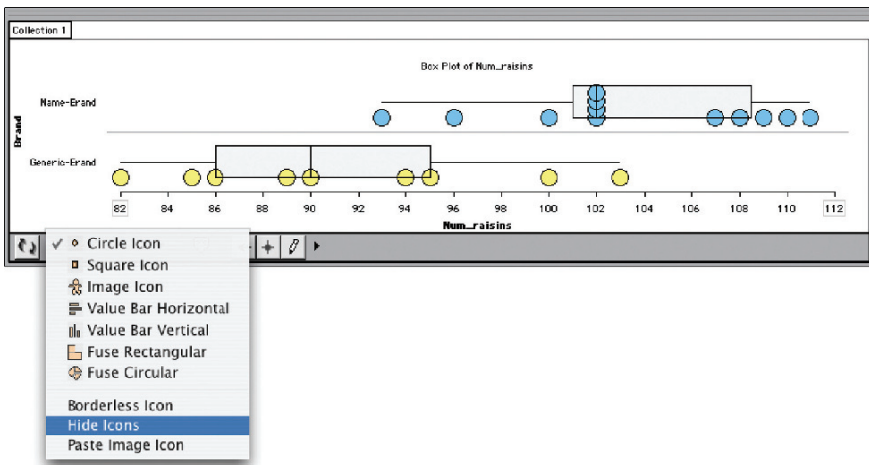 Collection 1
Box Plot of Num_raisins
Name-Brand
Brand
Generic-Brand
82 84 86 88 90 92 94 96 98 100 102 104 106 108 110 112
Num_raisins
✓ Circle Icon
Square Icon
Image Icon
Value Bar Horizontal
Value Bar Vertical
Fuse Rectangular
Fuse Circular
Borderless Icon
Hide Icons
Paste Image Icon